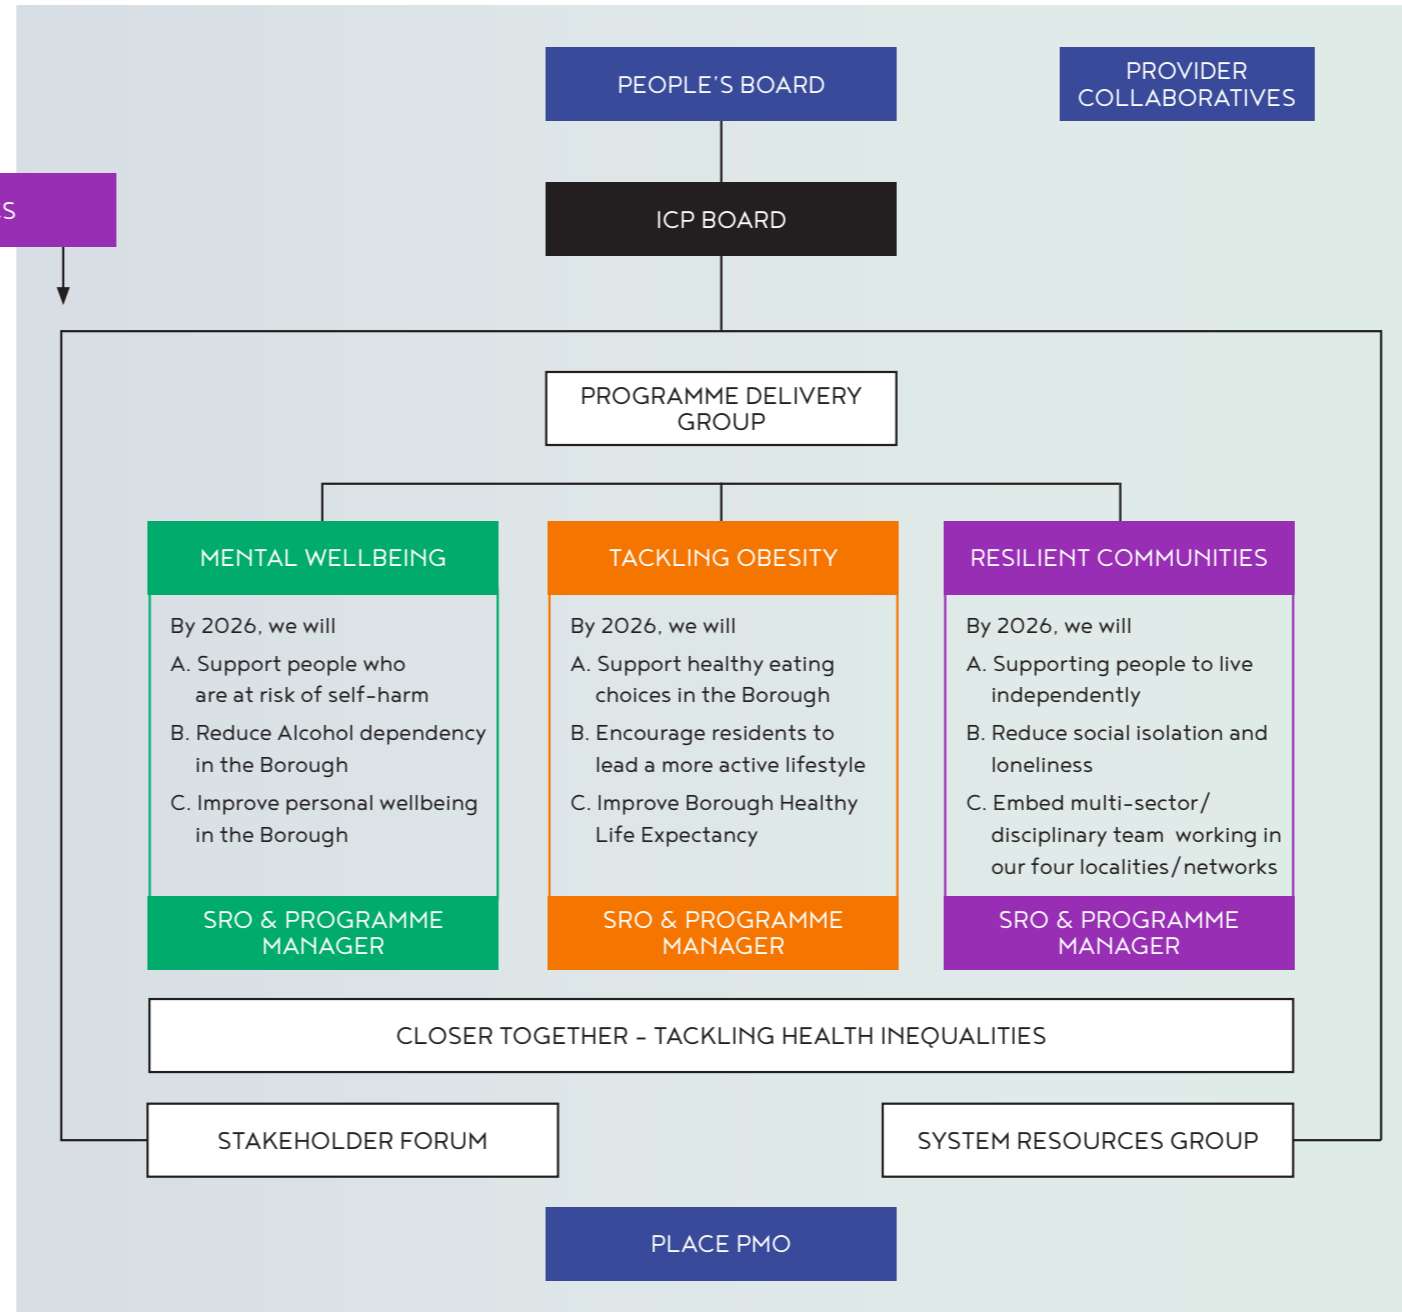 PEOPLE'S BOARD
PROVIDER
COLLABORATIVES
ICP BOARD
PROGRAMME DELIVERY
GROUP
MENTAL WELLBEING
By 2026, we will
A. Support people who
are at risk of self-harm
B. Reduce Alcohol dependency
in the Borough
C. Improve personal wellbeing
in the Borough
SRO & PROGRAMME
MANAGER
TACKLING OBESITY
By 2026, we will
A. Support healthy eating
choices in the Borough
B. Encourage residents to
lead a more active lifestyle
C. Improve Borough Healthy
Life Expectancy
SRO & PROGRAMME
MANAGER
RESILIENT COMMUNITIES
By 2026, we will
A. Supporting people to live
independently
B. Reduce social isolation and
loneliness
C. Embed multi-sector/
disciplinary team working in
our four localities/networks
SRO & PROGRAMME
MANAGER
CLOSER TOGETHER - TACKLING HEALTH INEQUALITIES
STAKEHOLDER FORUM
SYSTEM RESOURCES GROUP
PLACE PMO